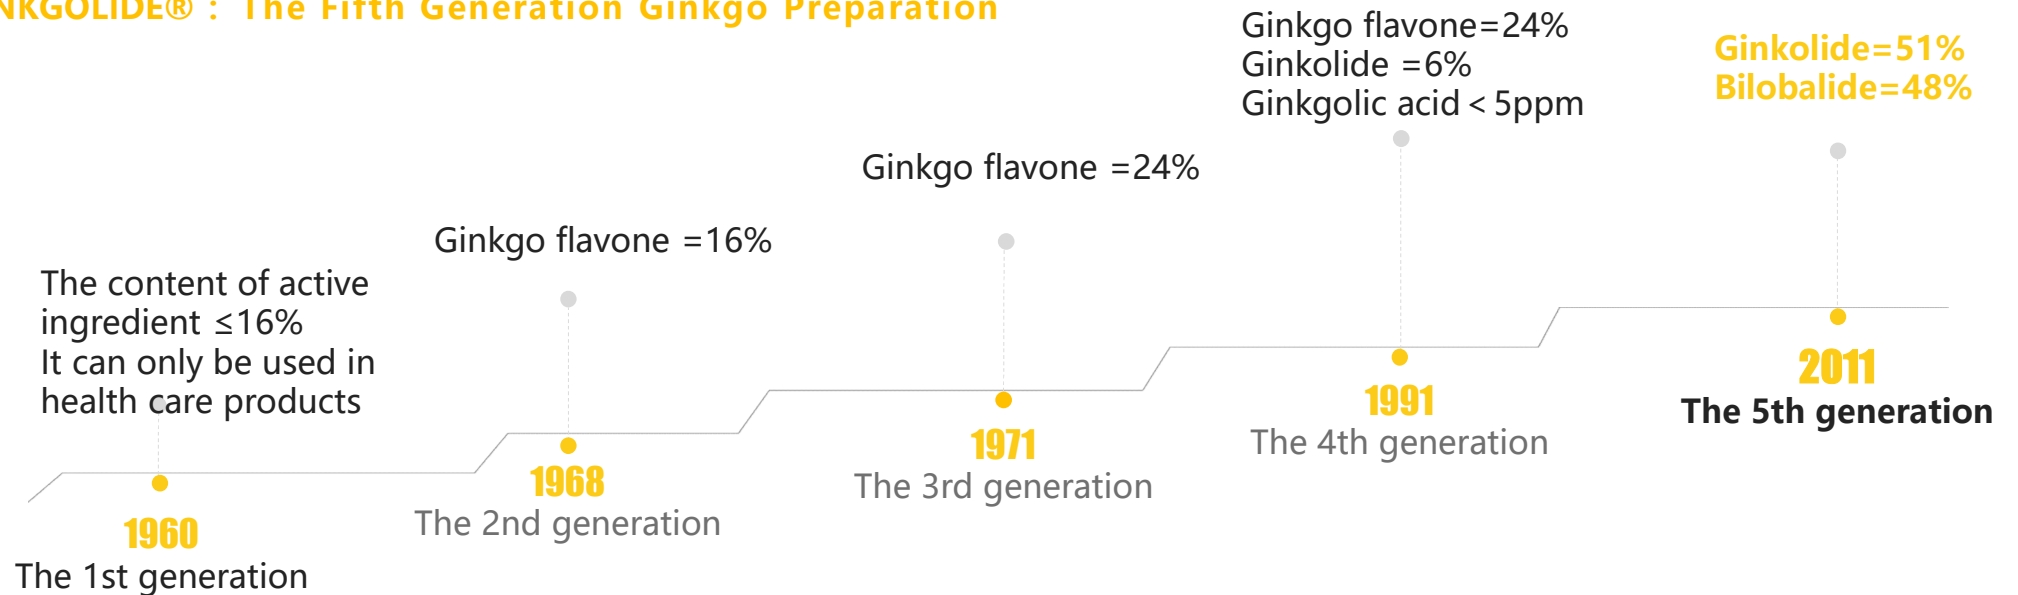 NKGOLIDE® : The Fifth Generation Ginkgo Preparation
The content of active
ingredient ≤16%
It can only be used in
health care products
1960
The 1st generation
Ginkgo flavone =16%
1968
The 2nd generation
Ginkgo flavone =24%
1971
The 3rd generation
Ginkgo flavone=24%
Ginkolide =6%
Ginkgolic acid < 5ppm
1991
The 4th generation
Ginkolide=51%
Bilobalide=48%
2011
The 5th generation